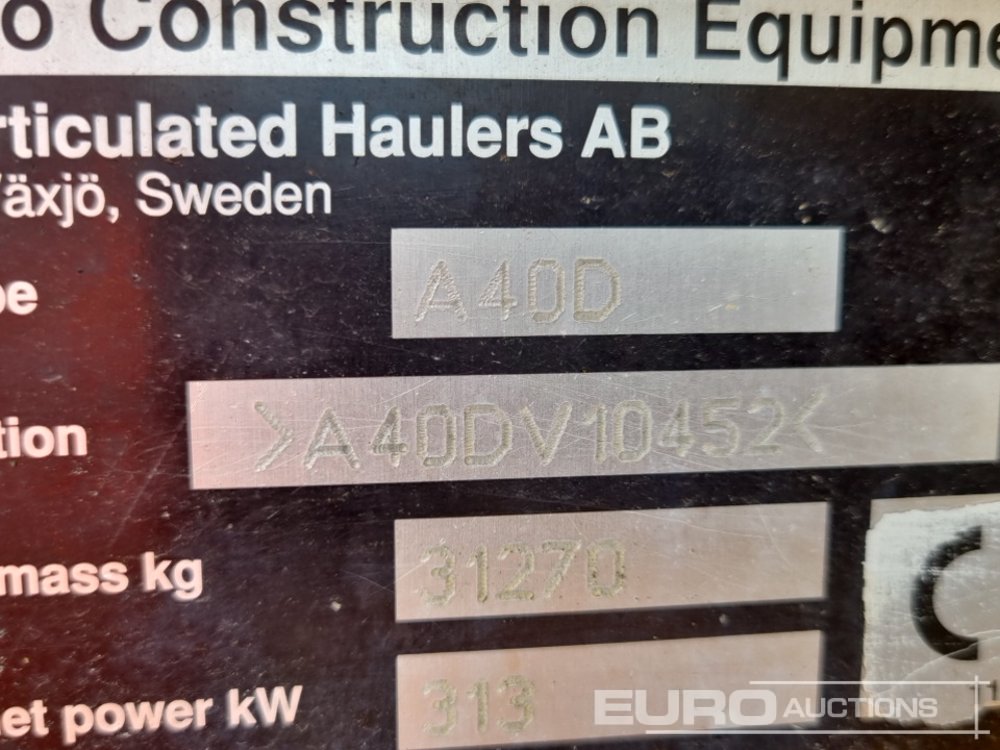 o Construction Equipme
rticulated Haulers AB
äxjö, Sweden
pe A40D
tion >A40DV10452<
mass kg 31270
et power kW 313
EURO AUCTIONS